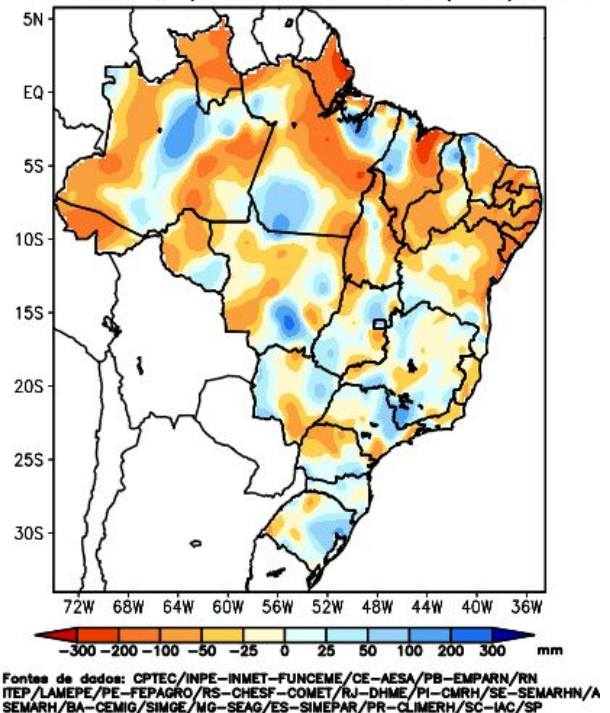 5N
EQ
5S
10S
15S
20S
25S
30S
72W 68W 64W 60W 56W 52W 48W 44W 40W 36W
−300 −200 −100 −50 −25 0 25 50 100 200 300 mm
Fontes de dados: CPTEC/INPE−INMET−FUNCEME/CE−AESA/PB−EMPARN/RN
ITEP/LAMEPE/PE−FEPAGRO/RS−CHESF−COMET/RJ−DHME/PI−CMRH/SE−SEMARHN/A
SEMARH/BA−CEMIG/SIMGE/MG−SEAG/ES−SIMEPAR/PR−CLIMERH/SC−IAC/SP